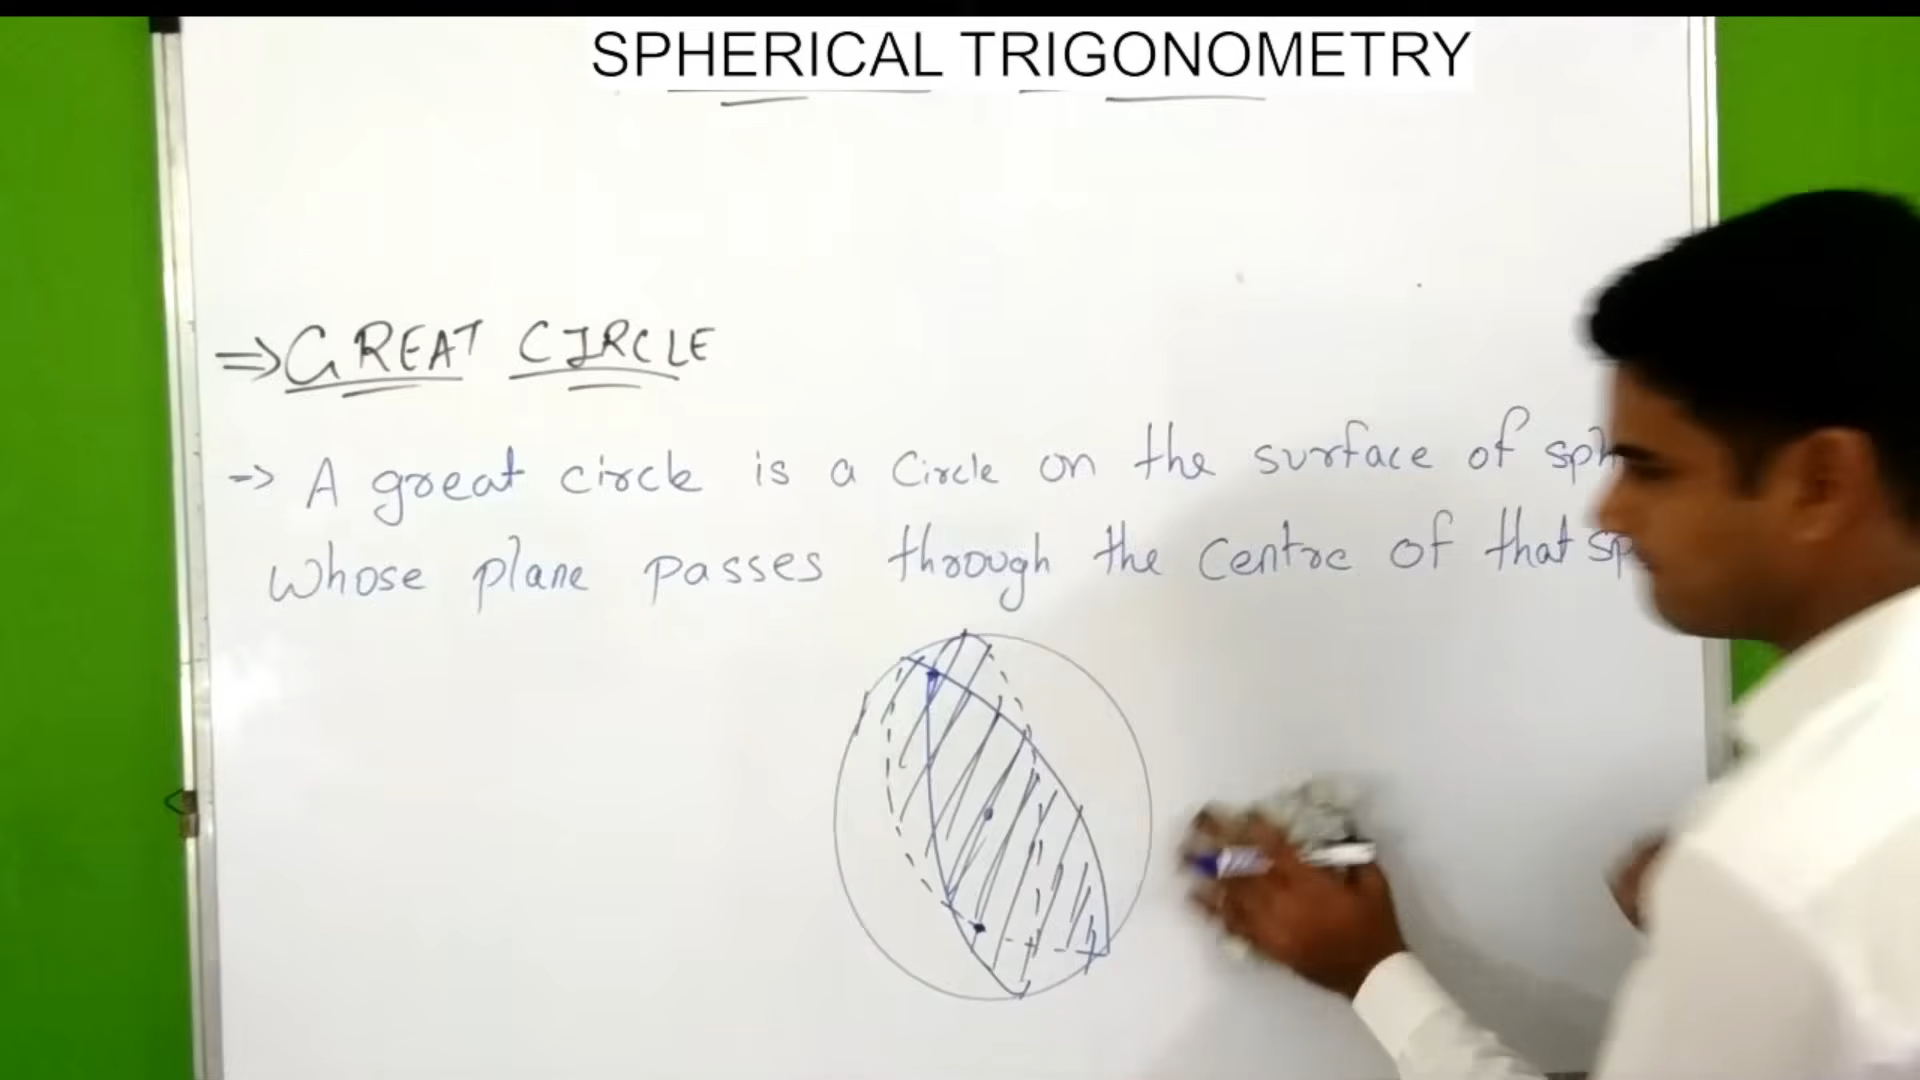 SPHERICAL TRIGONOMETRY
=> GREAT CIRCLE
-> A great circle is a Circle on the surface of
whose plane passes through the Centre of that